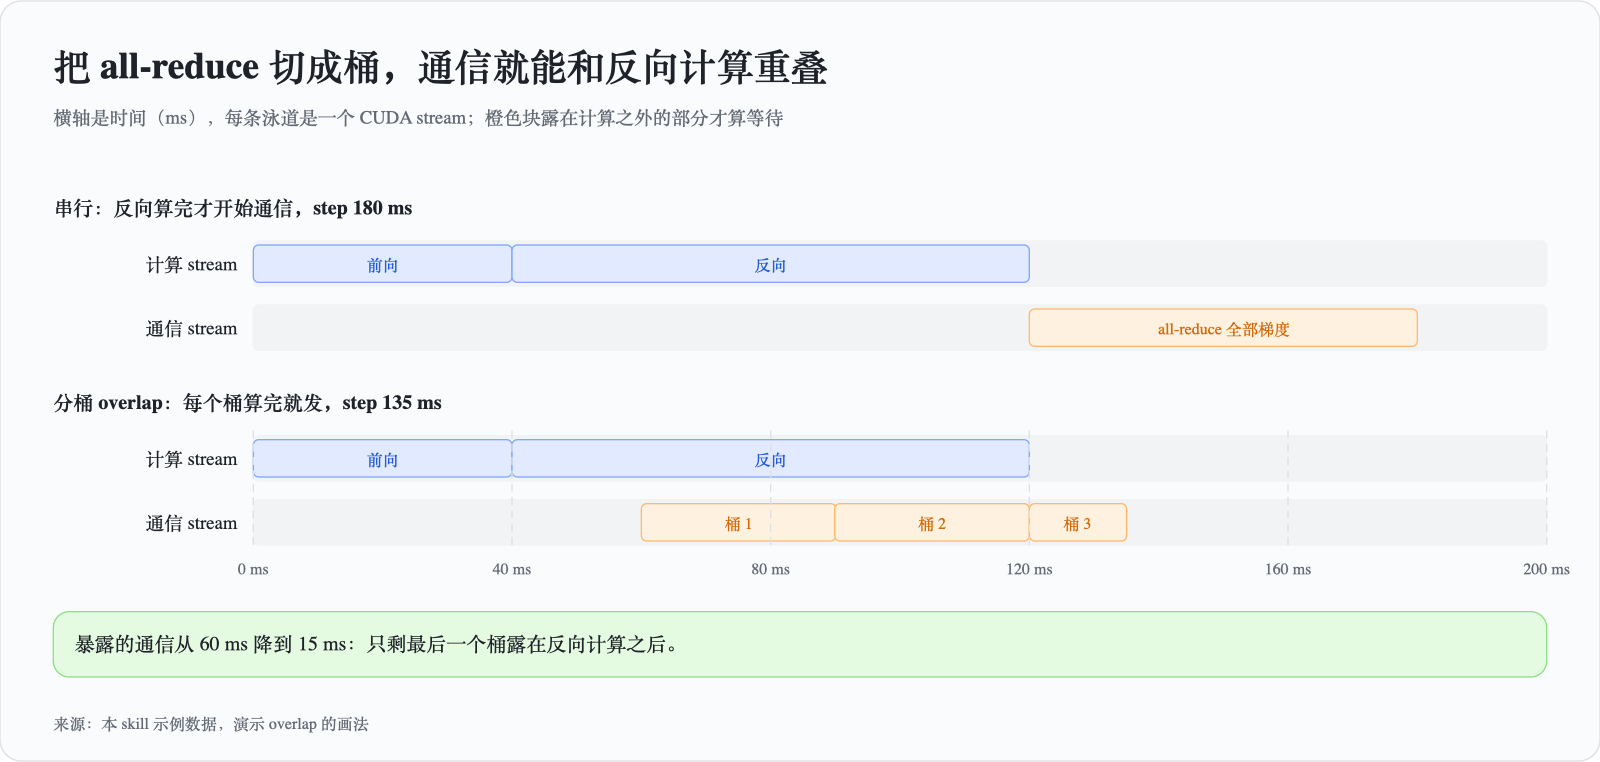 把 all-reduce 切成桶，通信就能和反向计算重叠
横轴是时间（ms），每条泳道是一个 CUDA stream；橙色块露在计算之外的部分才算等待
串行：反向算完才开始通信，step 180 ms
计算 stream
前向
反向
通信 stream
all-reduce 全部梯度
分桶 overlap：每个桶算完就发，step 135 ms
计算 stream
前向
反向
通信 stream
桶 1
桶 2
桶 3
0 ms
40 ms
80 ms
120 ms
160 ms
200 ms
暴露的通信从 60 ms 降到 15 ms：只剩最后一个桶露在反向计算之后。
来源：本 skill 示例数据，演示 overlap 的画法